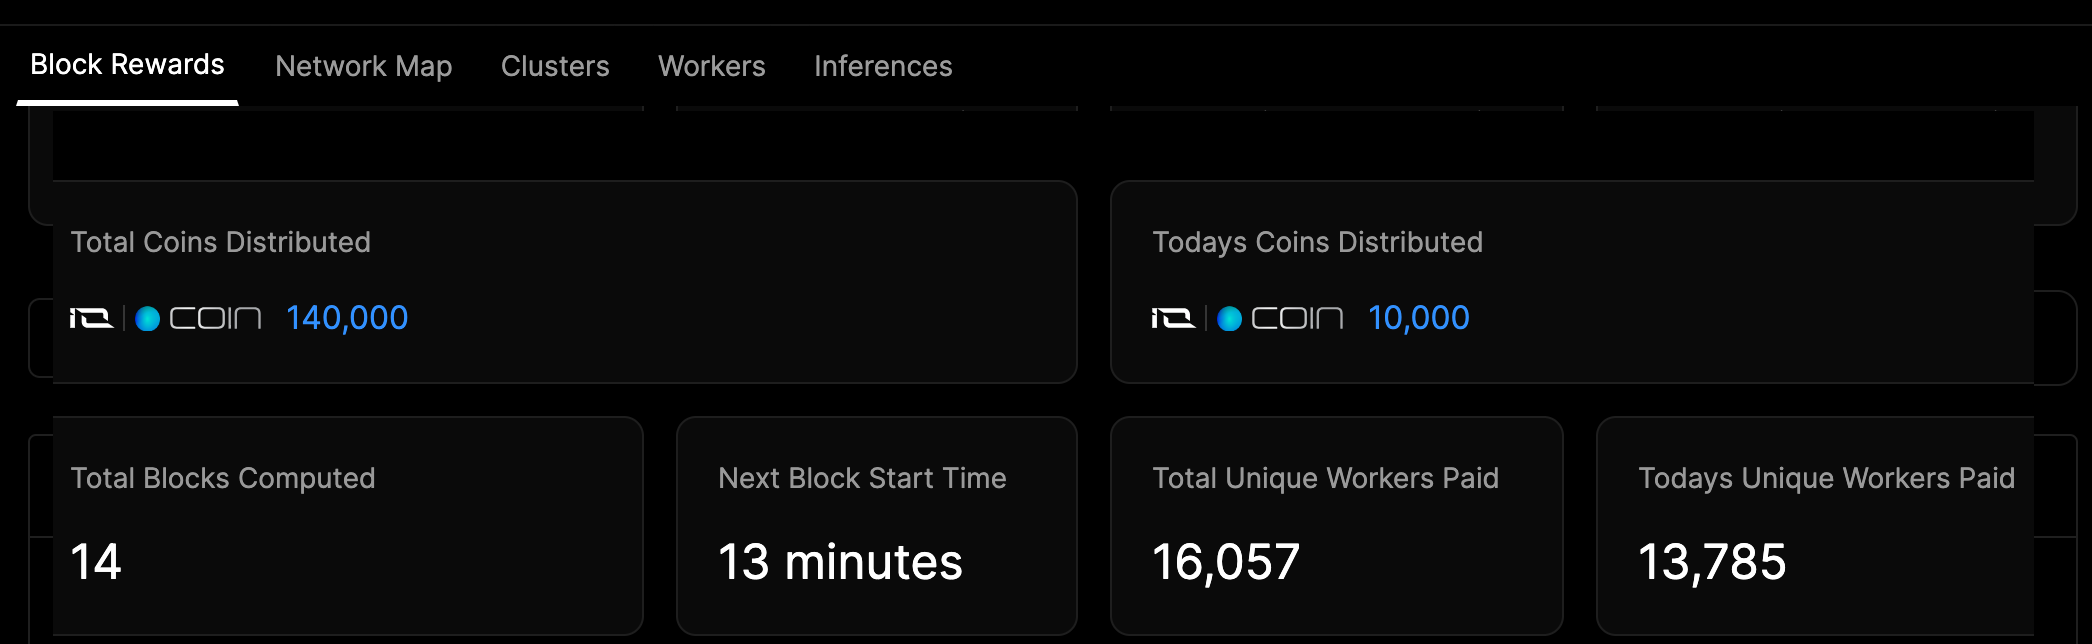 Block Rewards Network Map Clusters Workers Inferences
Total Coins Distributed
Todays Coins Distributed
IO | COIN 140,000
IO | COIN 10,000
Total Blocks Computed
Next Block Start Time
Total Unique Workers Paid
Todays Unique Workers Paid
14
13 minutes
16,057
13,785